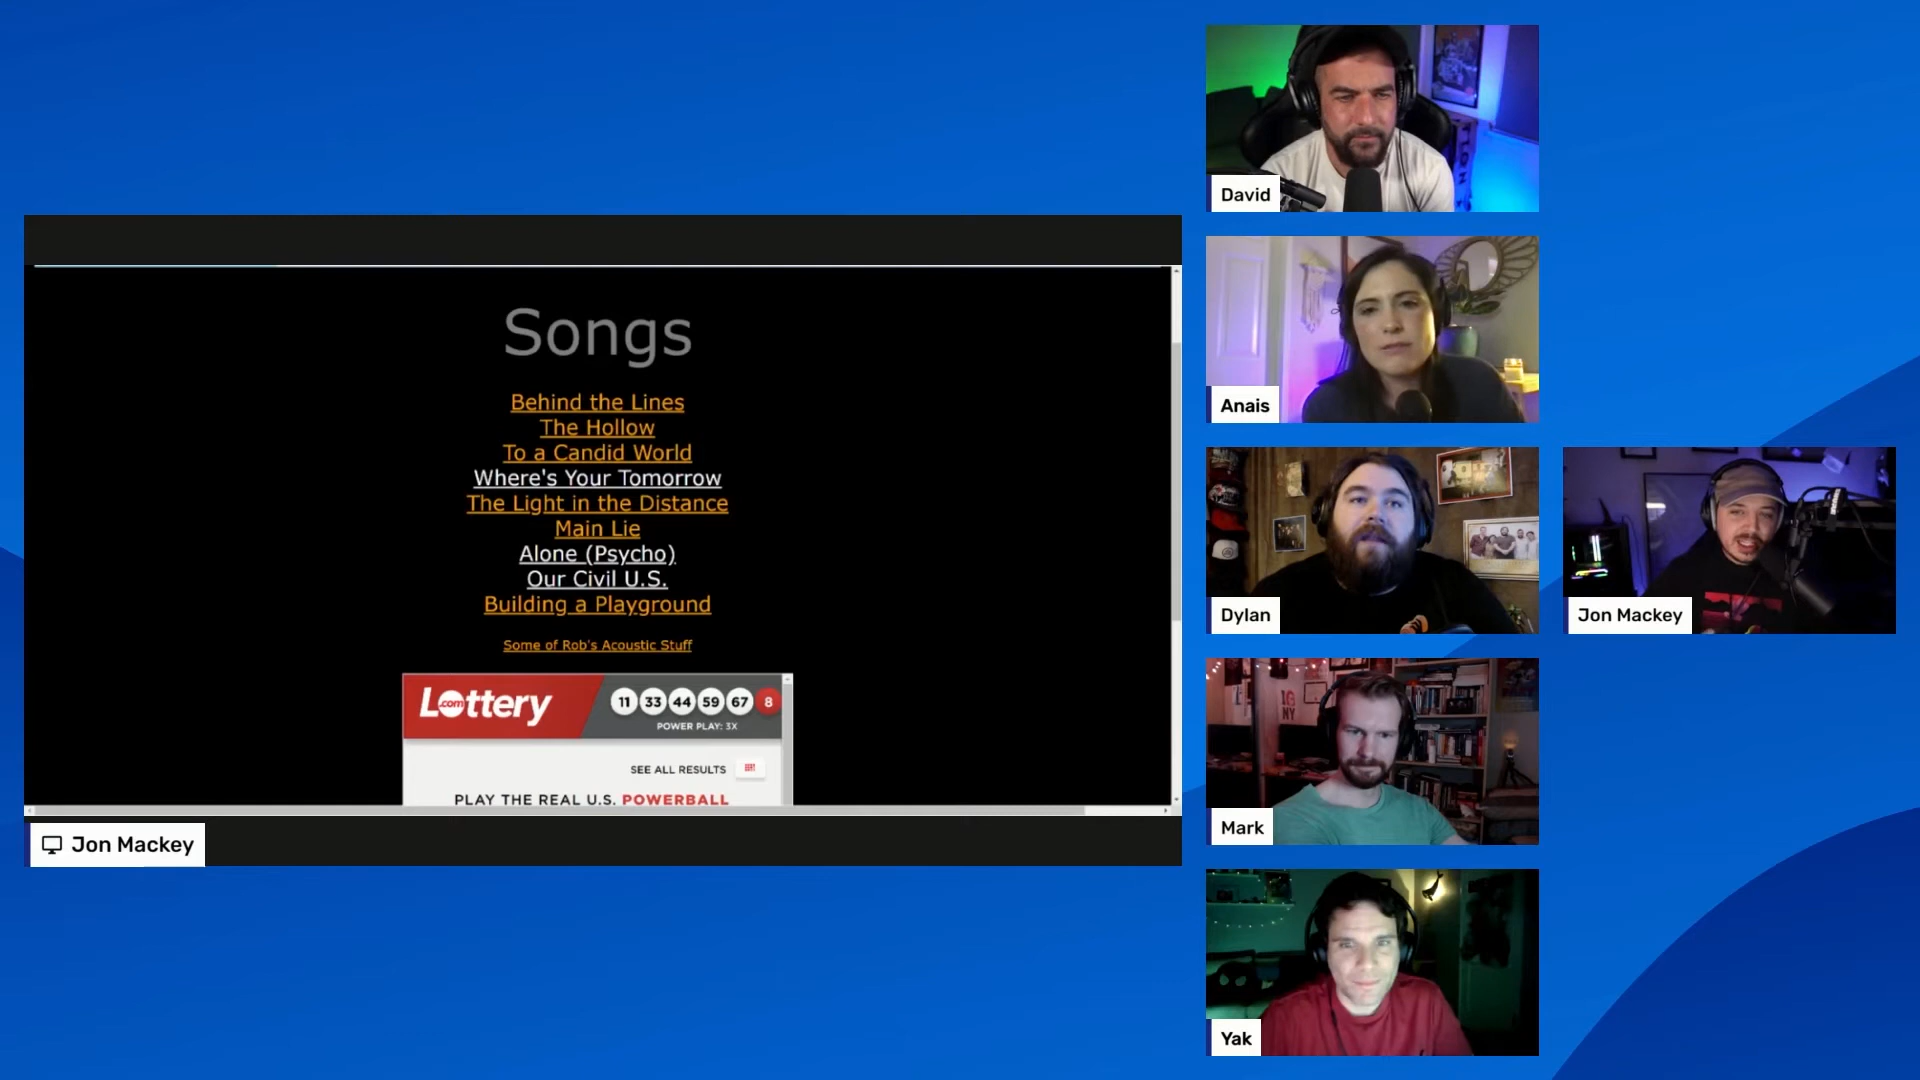 Songs
Behind the Lines
The Hollow
To a Candid World
Where's Your Tomorrow
The Light in the Distance
Main Lie
Alone (Psycho)
Our Civil U.S.
Building a Playground
Some of Rob's Acoustic Stuff
Lottery.com
11 33 44 59 67 8
POWER PLAY: 3X
SEE ALL RESULTS
PLAY THE REAL U.S. POWERBALL
Jon Mackey
David
Anais
Dylan
Jon Mackey
Mark
Yak